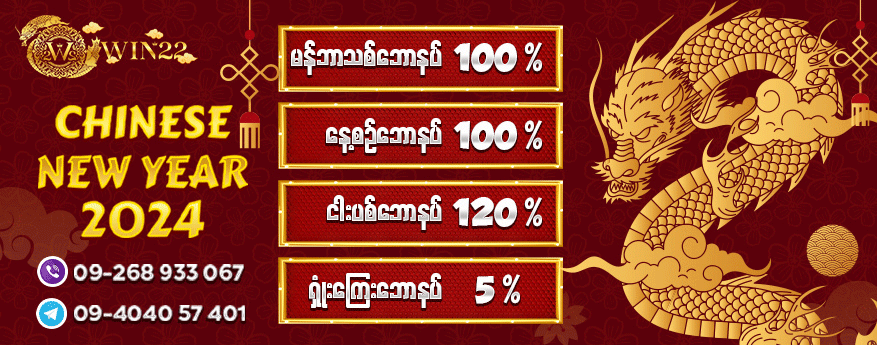 WIN22
CHINESE
NEW YEAR
2024
09-268 933 067
09-4040 57 401
မန်ဘာသစ်ဘောနပ် 100 %
နေ့စဉ်ဘောနပ် 100 %
ငါးပစ်ဘောနပ် 120 %
ရှုံးကြေးဘောနပ် 5 %